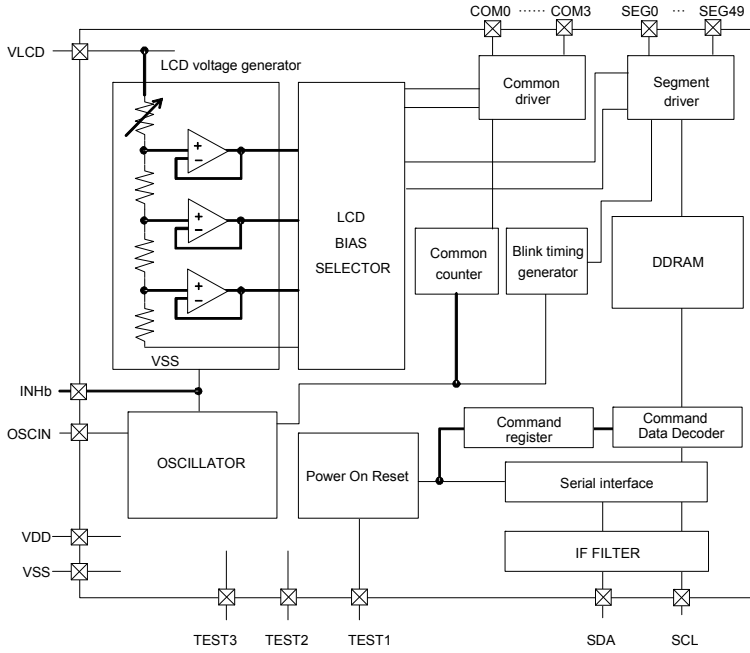 COM0 ······ COM3 SEG0 ··· SEG49
VLCD
LCD voltage generator
Common
driver
Segment
driver
+
−
+
−
+
−
LCD
BIAS
SELECTOR
Common
counter
Blink timing
generator
DDRAM
VSS
INHb
OSCIN
OSCILLATOR
Power On Reset
Command
register
Command
Data Decoder
Serial interface
IF FILTER
VDD
VSS
TEST3 TEST2 TEST1 SDA SCL